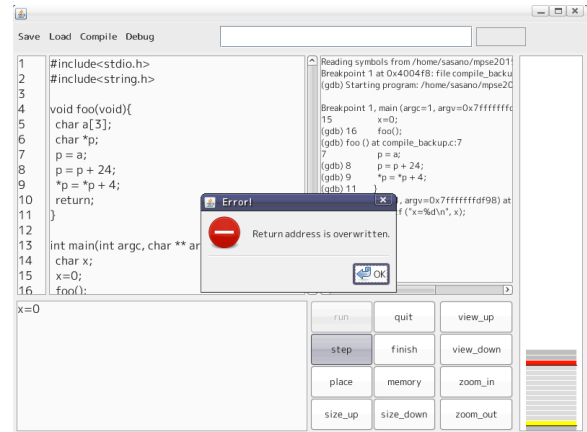 Save Load Compile Debug
1 #include<stdio.h>
2 #include<string.h>
3
4 void foo(void){
5 char a[3];
6 char *p;
7 p = a;
8 p = p + 24;
9 *p = *p + 4;
10 return;
11 }
12
13 int main(int argc, char ** ar
14 char x;
15 x=0;
16 foo();
Reading symbols from /home/sasano/mpse201
Breakpoint 1 at 0x4004f8: file compile_backu
(gdb) Starting program: /home/sasano/mpse20
Breakpoint 1, main (argc=1, argv=0x7fffffff
15 x=0;
(gdb) 16 foo();
(gdb) foo () at compile_backup.c:7
7 p = a;
(gdb) 8 p = p + 24;
(gdb) 9 *p = *p + 4;
(gdb) 11 }
, argv=0x7fffffffdf98) at
f ("x=%d\n", x);
Error!
Return address is overwritten.
OK
x=0
run quit view_up
step finish view_down
place memory zoom_in
size_up size_down zoom_out